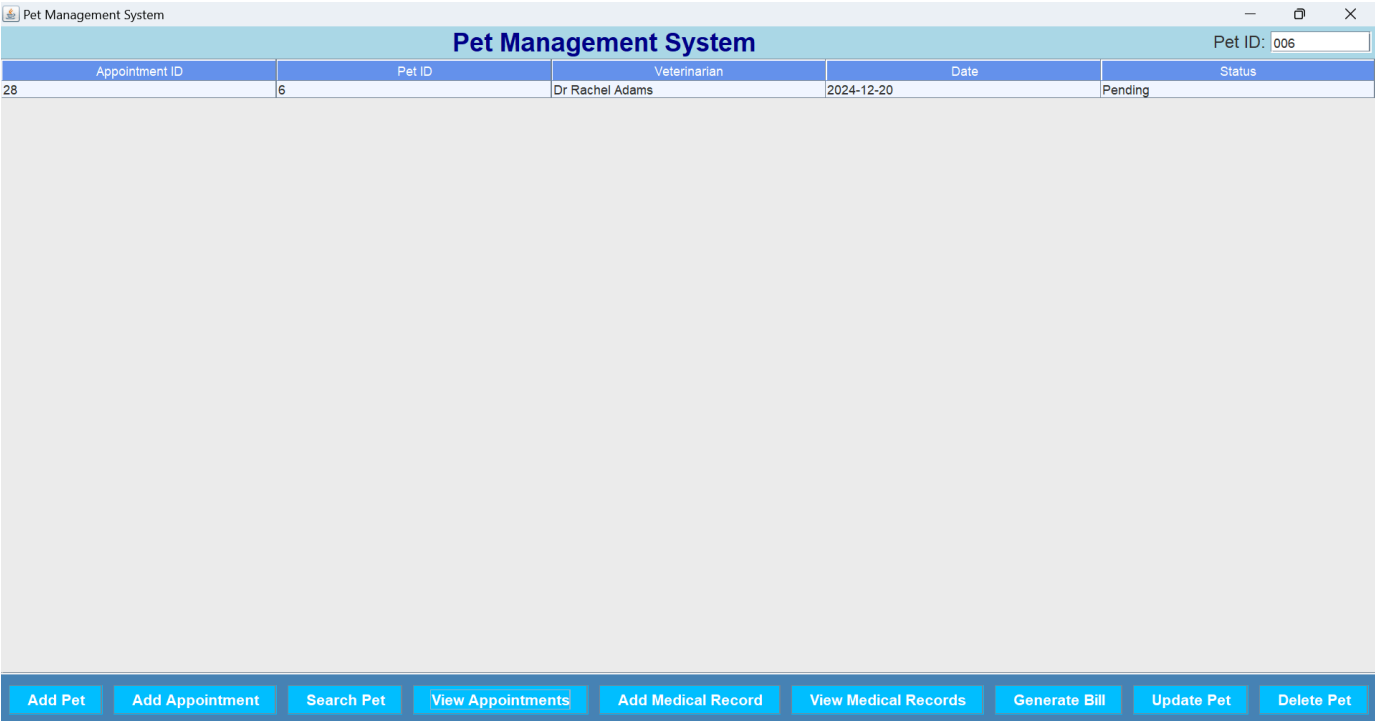 Pet Management System
Pet Management System Pet ID: 006
Appointment ID Pet ID Veterinarian Date Status
28 6 Dr Rachel Adams 2024-12-20 Pending
Add Pet Add Appointment Search Pet View Appointments Add Medical Record View Medical Records Generate Bill Update Pet Delete Pet